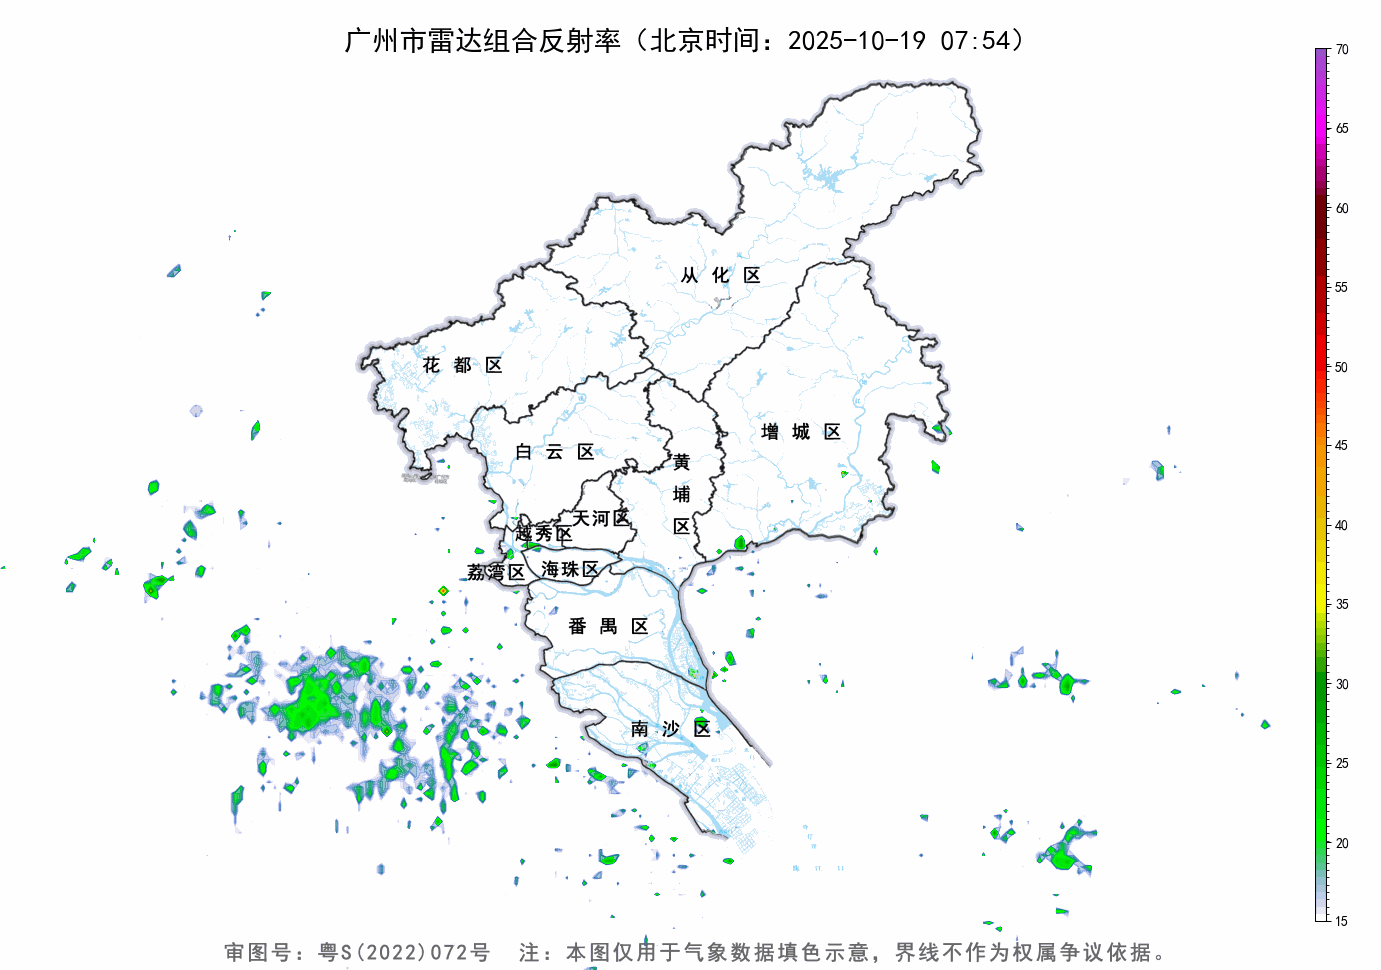 广州市雷达组合反射率（北京时间：2025-10-19 07:54）
70
65
60
55
50
45
40
35
30
25
20
15
从化区
花都区
增城区
白云区
黄埔区
天河区
越秀区
荔湾区
海珠区
番禺区
南沙区
审图号：粤S(2022)072号　注：本图仅用于气象数据填色示意，界线不作为权属争议依据。